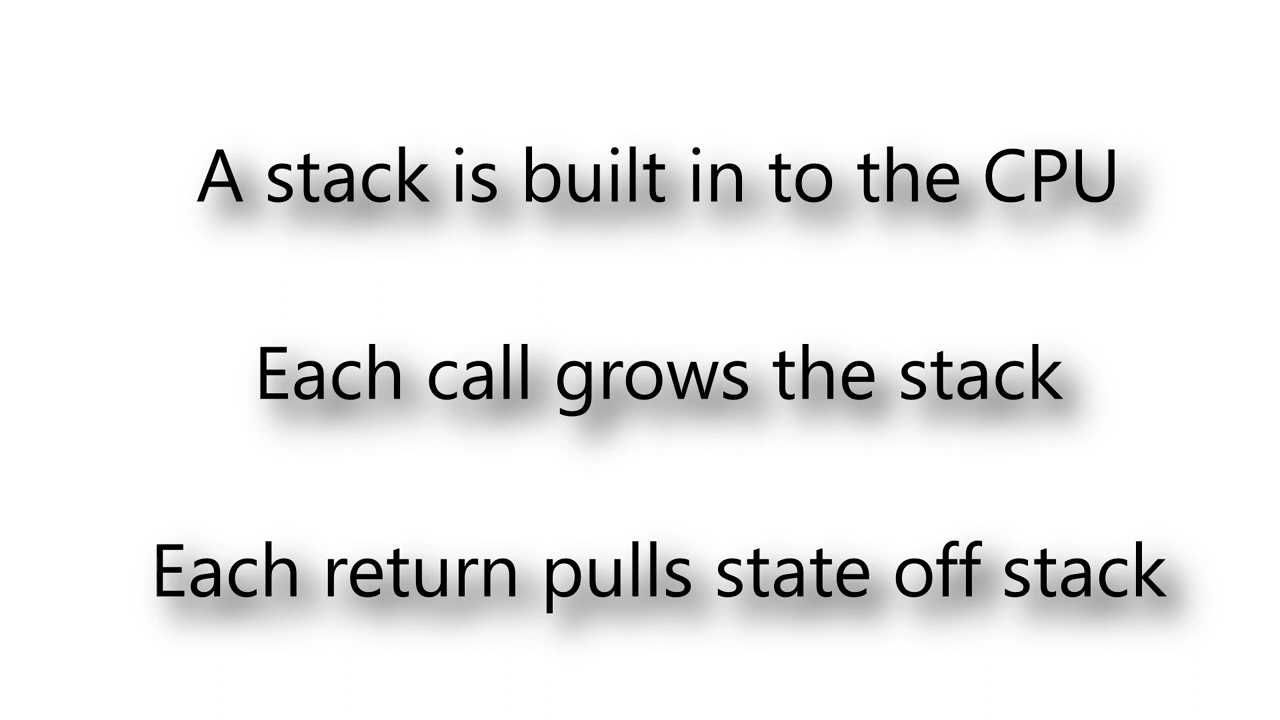 A stack is built in to the CPU
Each call grows the stack
Each return pulls state off stack